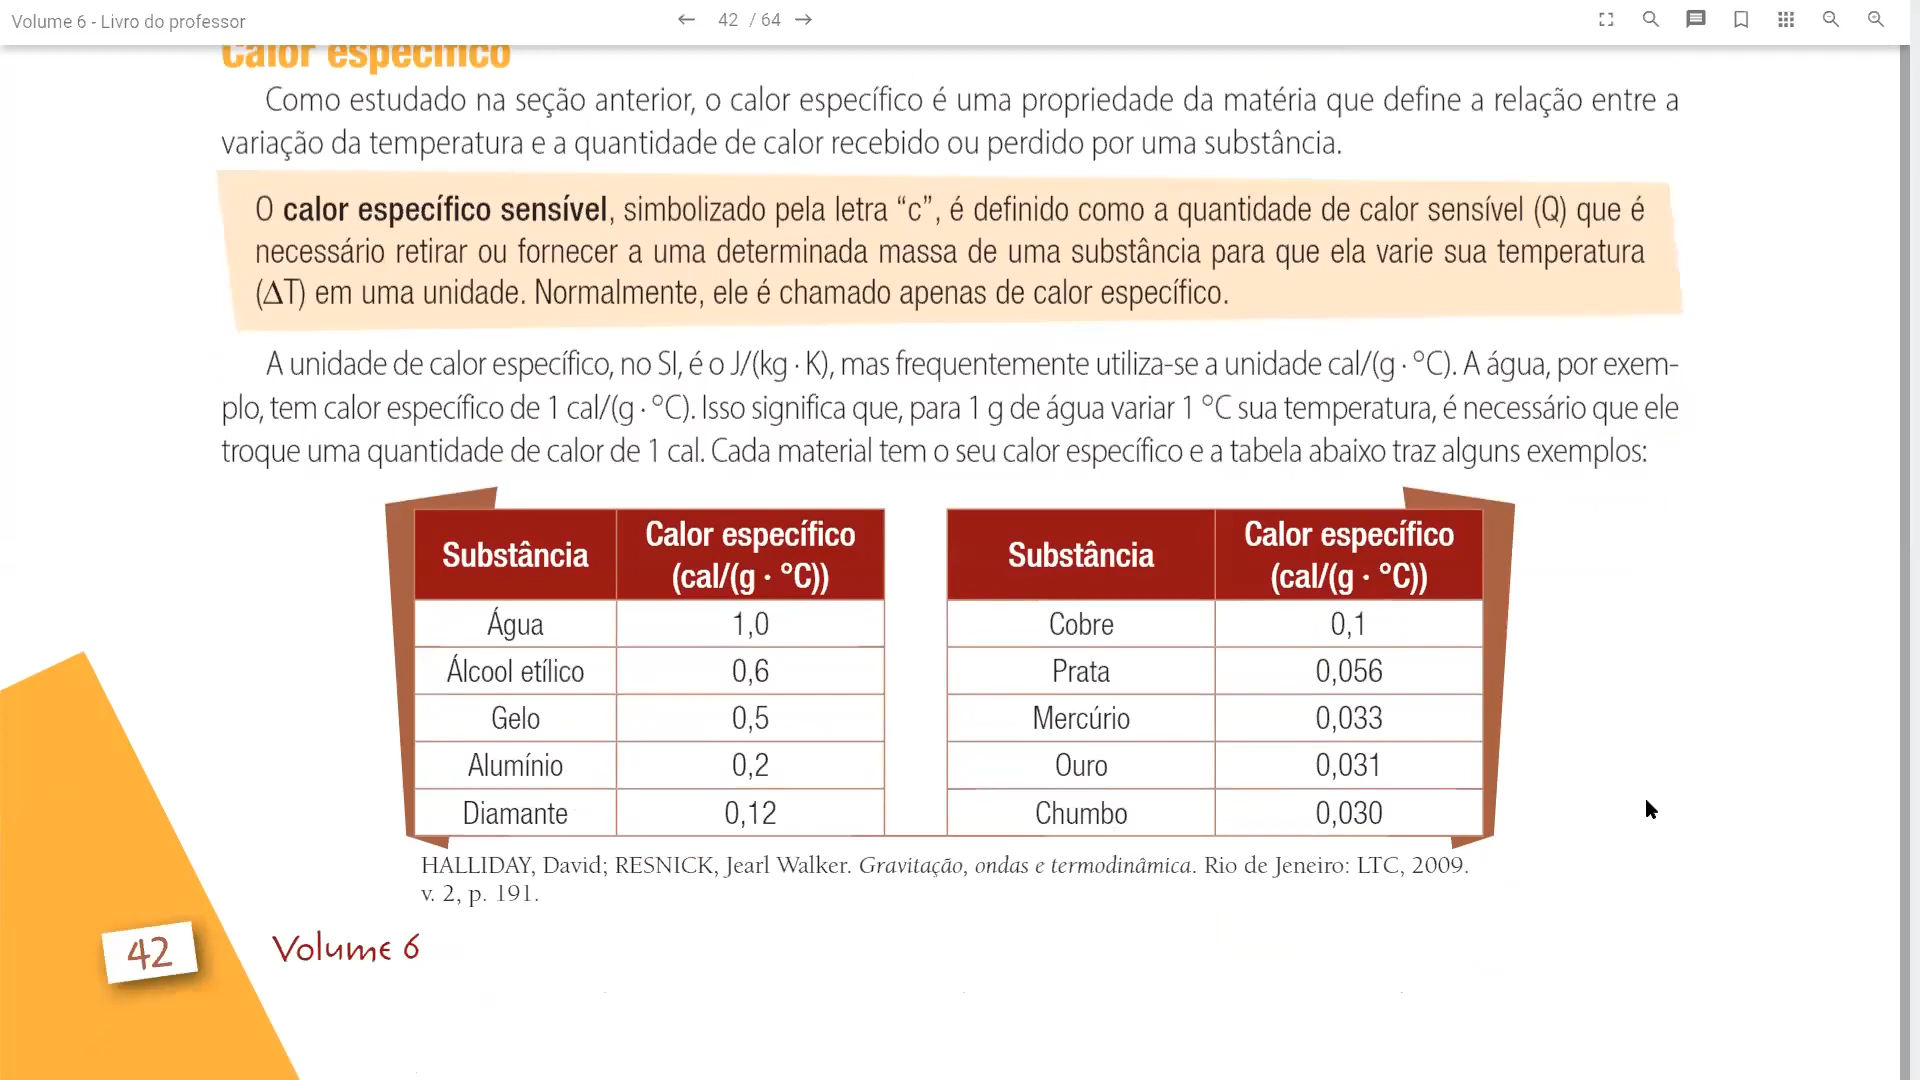 Volume 6 - Livro do professor
42 / 64
Calor específico
Como estudado na seção anterior, o calor específico é uma propriedade da matéria que define a relação entre a
variação da temperatura e a quantidade de calor recebido ou perdido por uma substância.
O calor específico sensível, simbolizado pela letra “c”, é definido como a quantidade de calor sensível (Q) que é
necessário retirar ou fornecer a uma determinada massa de uma substância para que ela varie sua temperatura
(ΔT) em uma unidade. Normalmente, ele é chamado apenas de calor específico.
A unidade de calor específico, no SI, é o J/(kg · K), mas frequentemente utiliza-se a unidade cal/(g · °C). A água, por exem-
plo, tem calor específico de 1 cal/(g · °C). Isso significa que, para 1 g de água variar 1 °C sua temperatura, é necessário que ele
troque uma quantidade de calor de 1 cal. Cada material tem o seu calor específico e a tabela abaixo traz alguns exemplos:
Substância Calor específico (cal/(g · °C))
Água 1,0
Álcool etílico 0,6
Gelo 0,5
Alumínio 0,2
Diamante 0,12
Substância Calor específico (cal/(g · °C))
Cobre 0,1
Prata 0,056
Mercúrio 0,033
Ouro 0,031
Chumbo 0,030
HALLIDAY, David; RESNICK, Jearl Walker. Gravitação, ondas e termodinâmica. Rio de Jeneiro: LTC, 2009.
v. 2, p. 191.
42 Volume 6